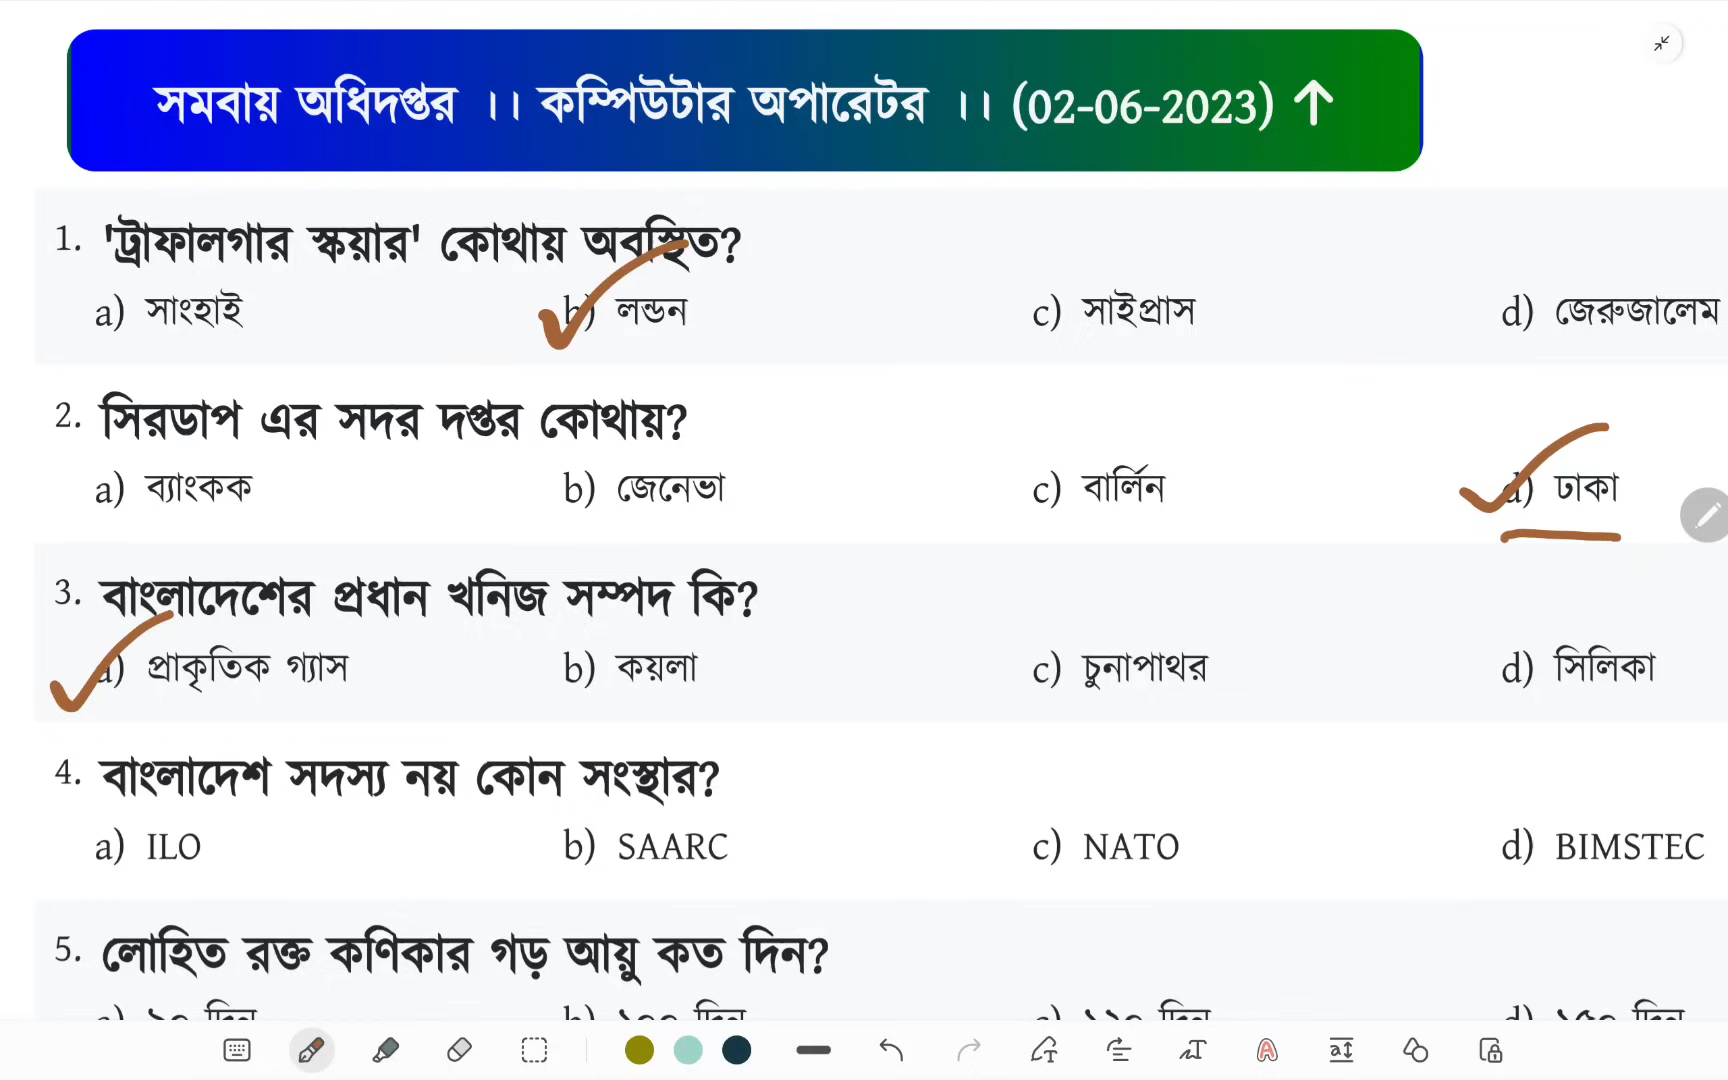 সমবায় অধিদপ্তর ।। কম্পিউটার অপারেটর ।। (02-06-2023) ↑
1. 'ট্রাফালগার স্কয়ার' কোথায় অবস্থিত?
a) সাংহাই b) লন্ডন c) সাইপ্রাস d) জেরুজালেম
2. সিরডাপ এর সদর দপ্তর কোথায়?
a) ব্যাংকক b) জেনেভা c) বার্লিন d) ঢাকা
3. বাংলাদেশের প্রধান খনিজ সম্পদ কি?
a) প্রাকৃতিক গ্যাস b) কয়লা c) চুনাপাথর d) সিলিকা
4. বাংলাদেশ সদস্য নয় কোন সংস্থার?
a) ILO b) SAARC c) NATO d) BIMSTEC
5. লোহিত রক্ত কণিকার গড় আয়ু কত দিন?